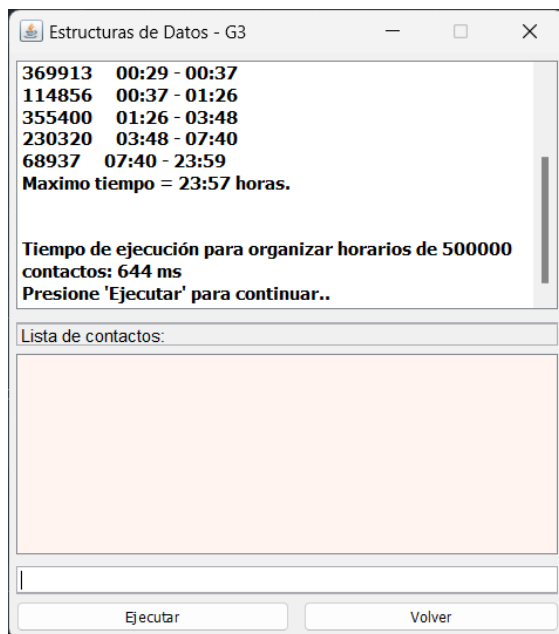 Estructuras de Datos - G3
369913 00:29 - 00:37
114856 00:37 - 01:26
355400 01:26 - 03:48
230320 03:48 - 07:40
68937 07:40 - 23:59
Maximo tiempo = 23:57 horas.
Tiempo de ejecución para organizar horarios de 500000
contactos: 644 ms
Presione 'Ejecutar' para continuar..
Lista de contactos:
Ejecutar
Volver